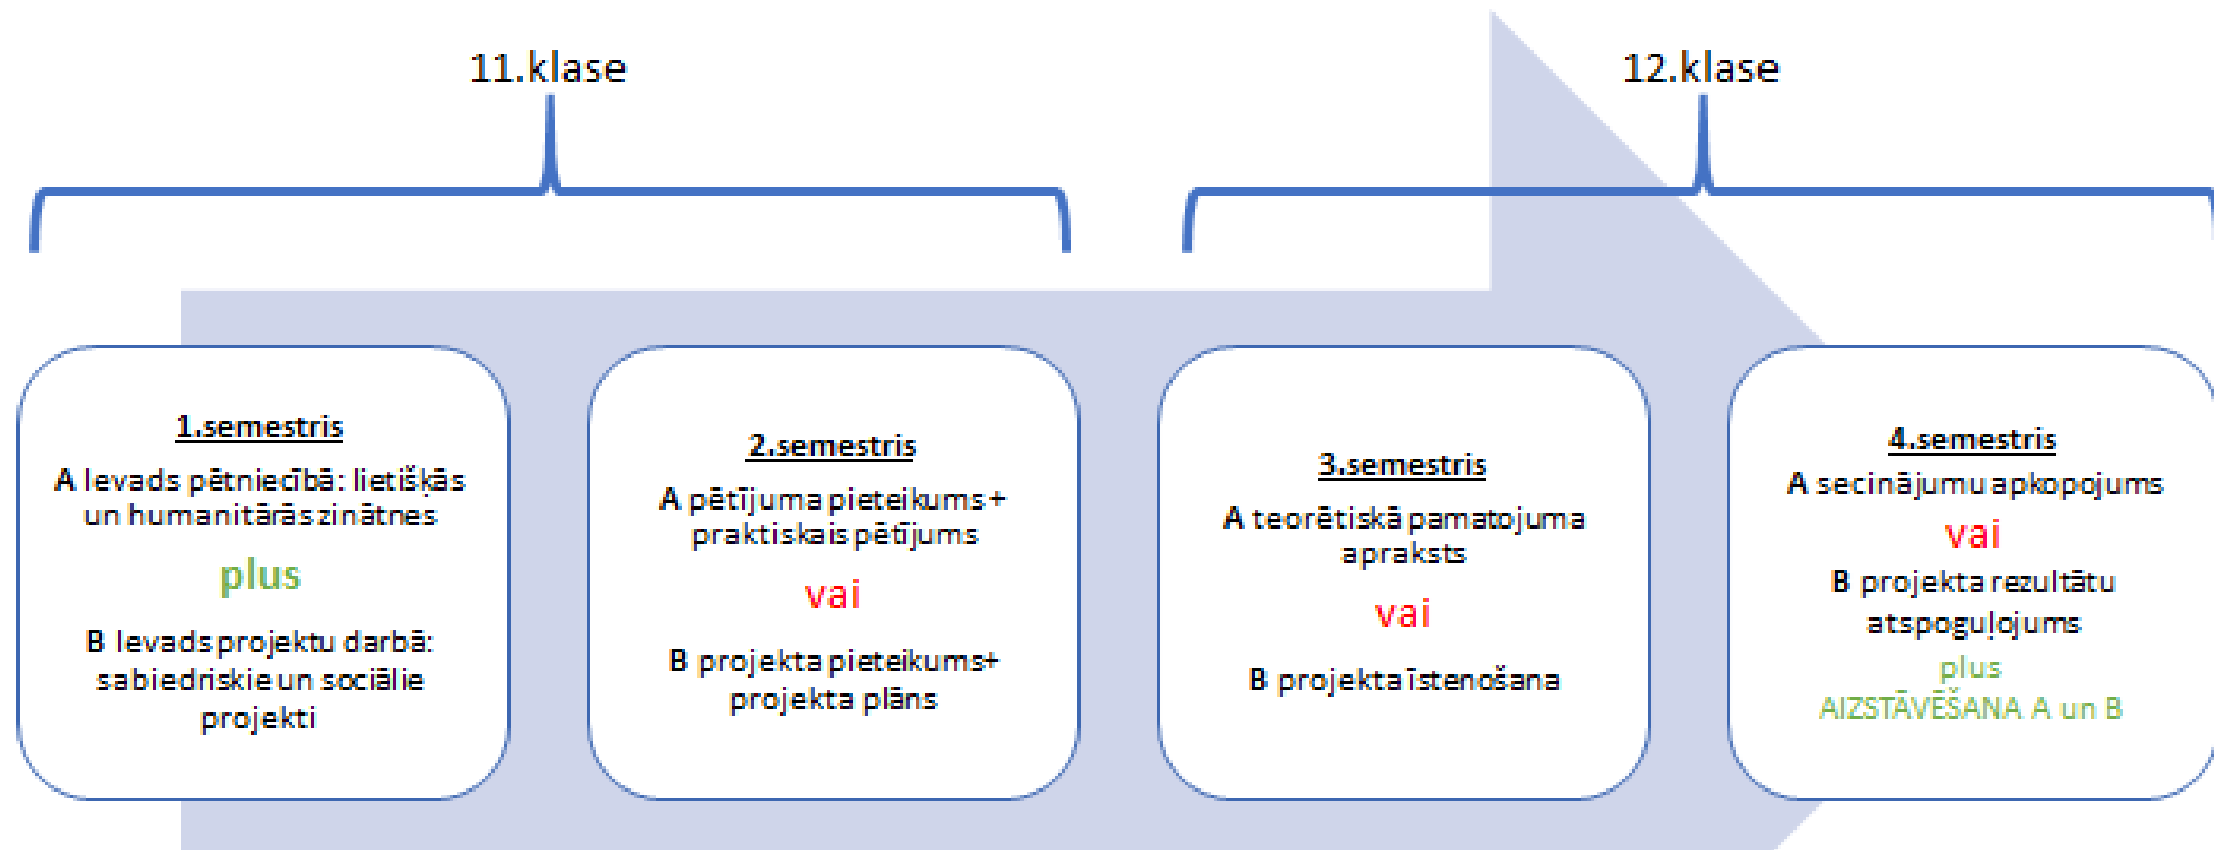 11.klase
12.klase
1.semestris
A Ievads pētniecībā: lietišķās
un humanitārās zinātnes
plus
B Ievads projektu darbā:
sabiedriskie un sociālie
projekti
2.semestris
A pētījuma pieteikums +
praktiskais pētījums
vai
B projekta pieteikums+
projekta plāns
3.semestris
A teorētiskā pamatojuma
apraksts
vai
B projekta īstenošana
4.semestris
A secinājumu apkopojums
vai
B projekta rezultātu
atspoguļojums
plus
AIZSTĀVĒŠANA A un B